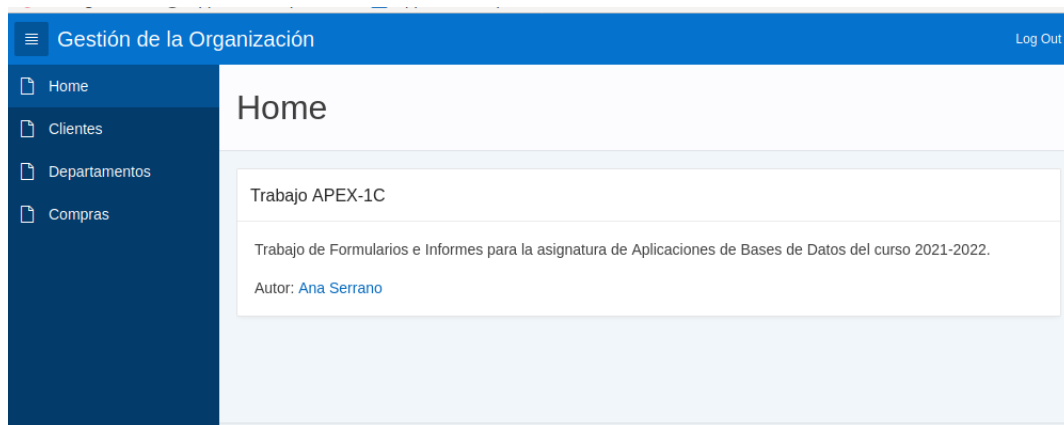 Gestión de la Organización
Log Out
Home
Clientes
Departamentos
Compras
Home
Trabajo APEX-1C
Trabajo de Formularios e Informes para la asignatura de Aplicaciones de Bases de Datos del curso 2021-2022.
Autor: Ana Serrano